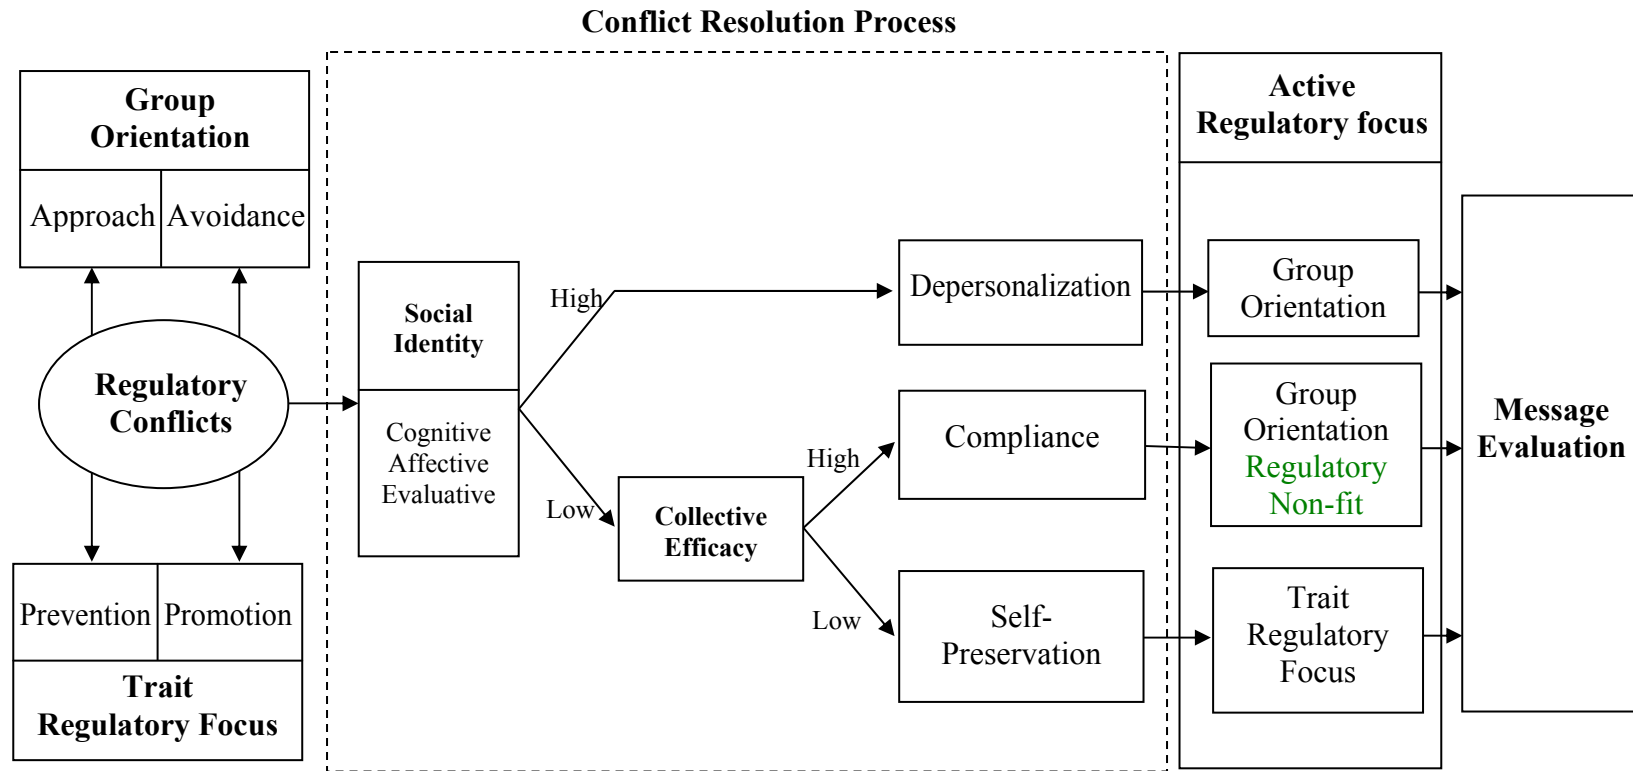 Conflict Resolution Process
Group
Orientation
Approach
Avoidance
Regulatory
Conflicts
Prevention
Promotion
Trait
Regulatory Focus
Social
Identity
Cognitive
Affective
Evaluative
High
Low
Collective
Efficacy
High
Low
Depersonalization
Compliance
Self-
Preservation
Active
Regulatory focus
Group
Orientation
Group
Orientation
Regulatory
Non-fit
Trait
Regulatory
Focus
Message
Evaluation